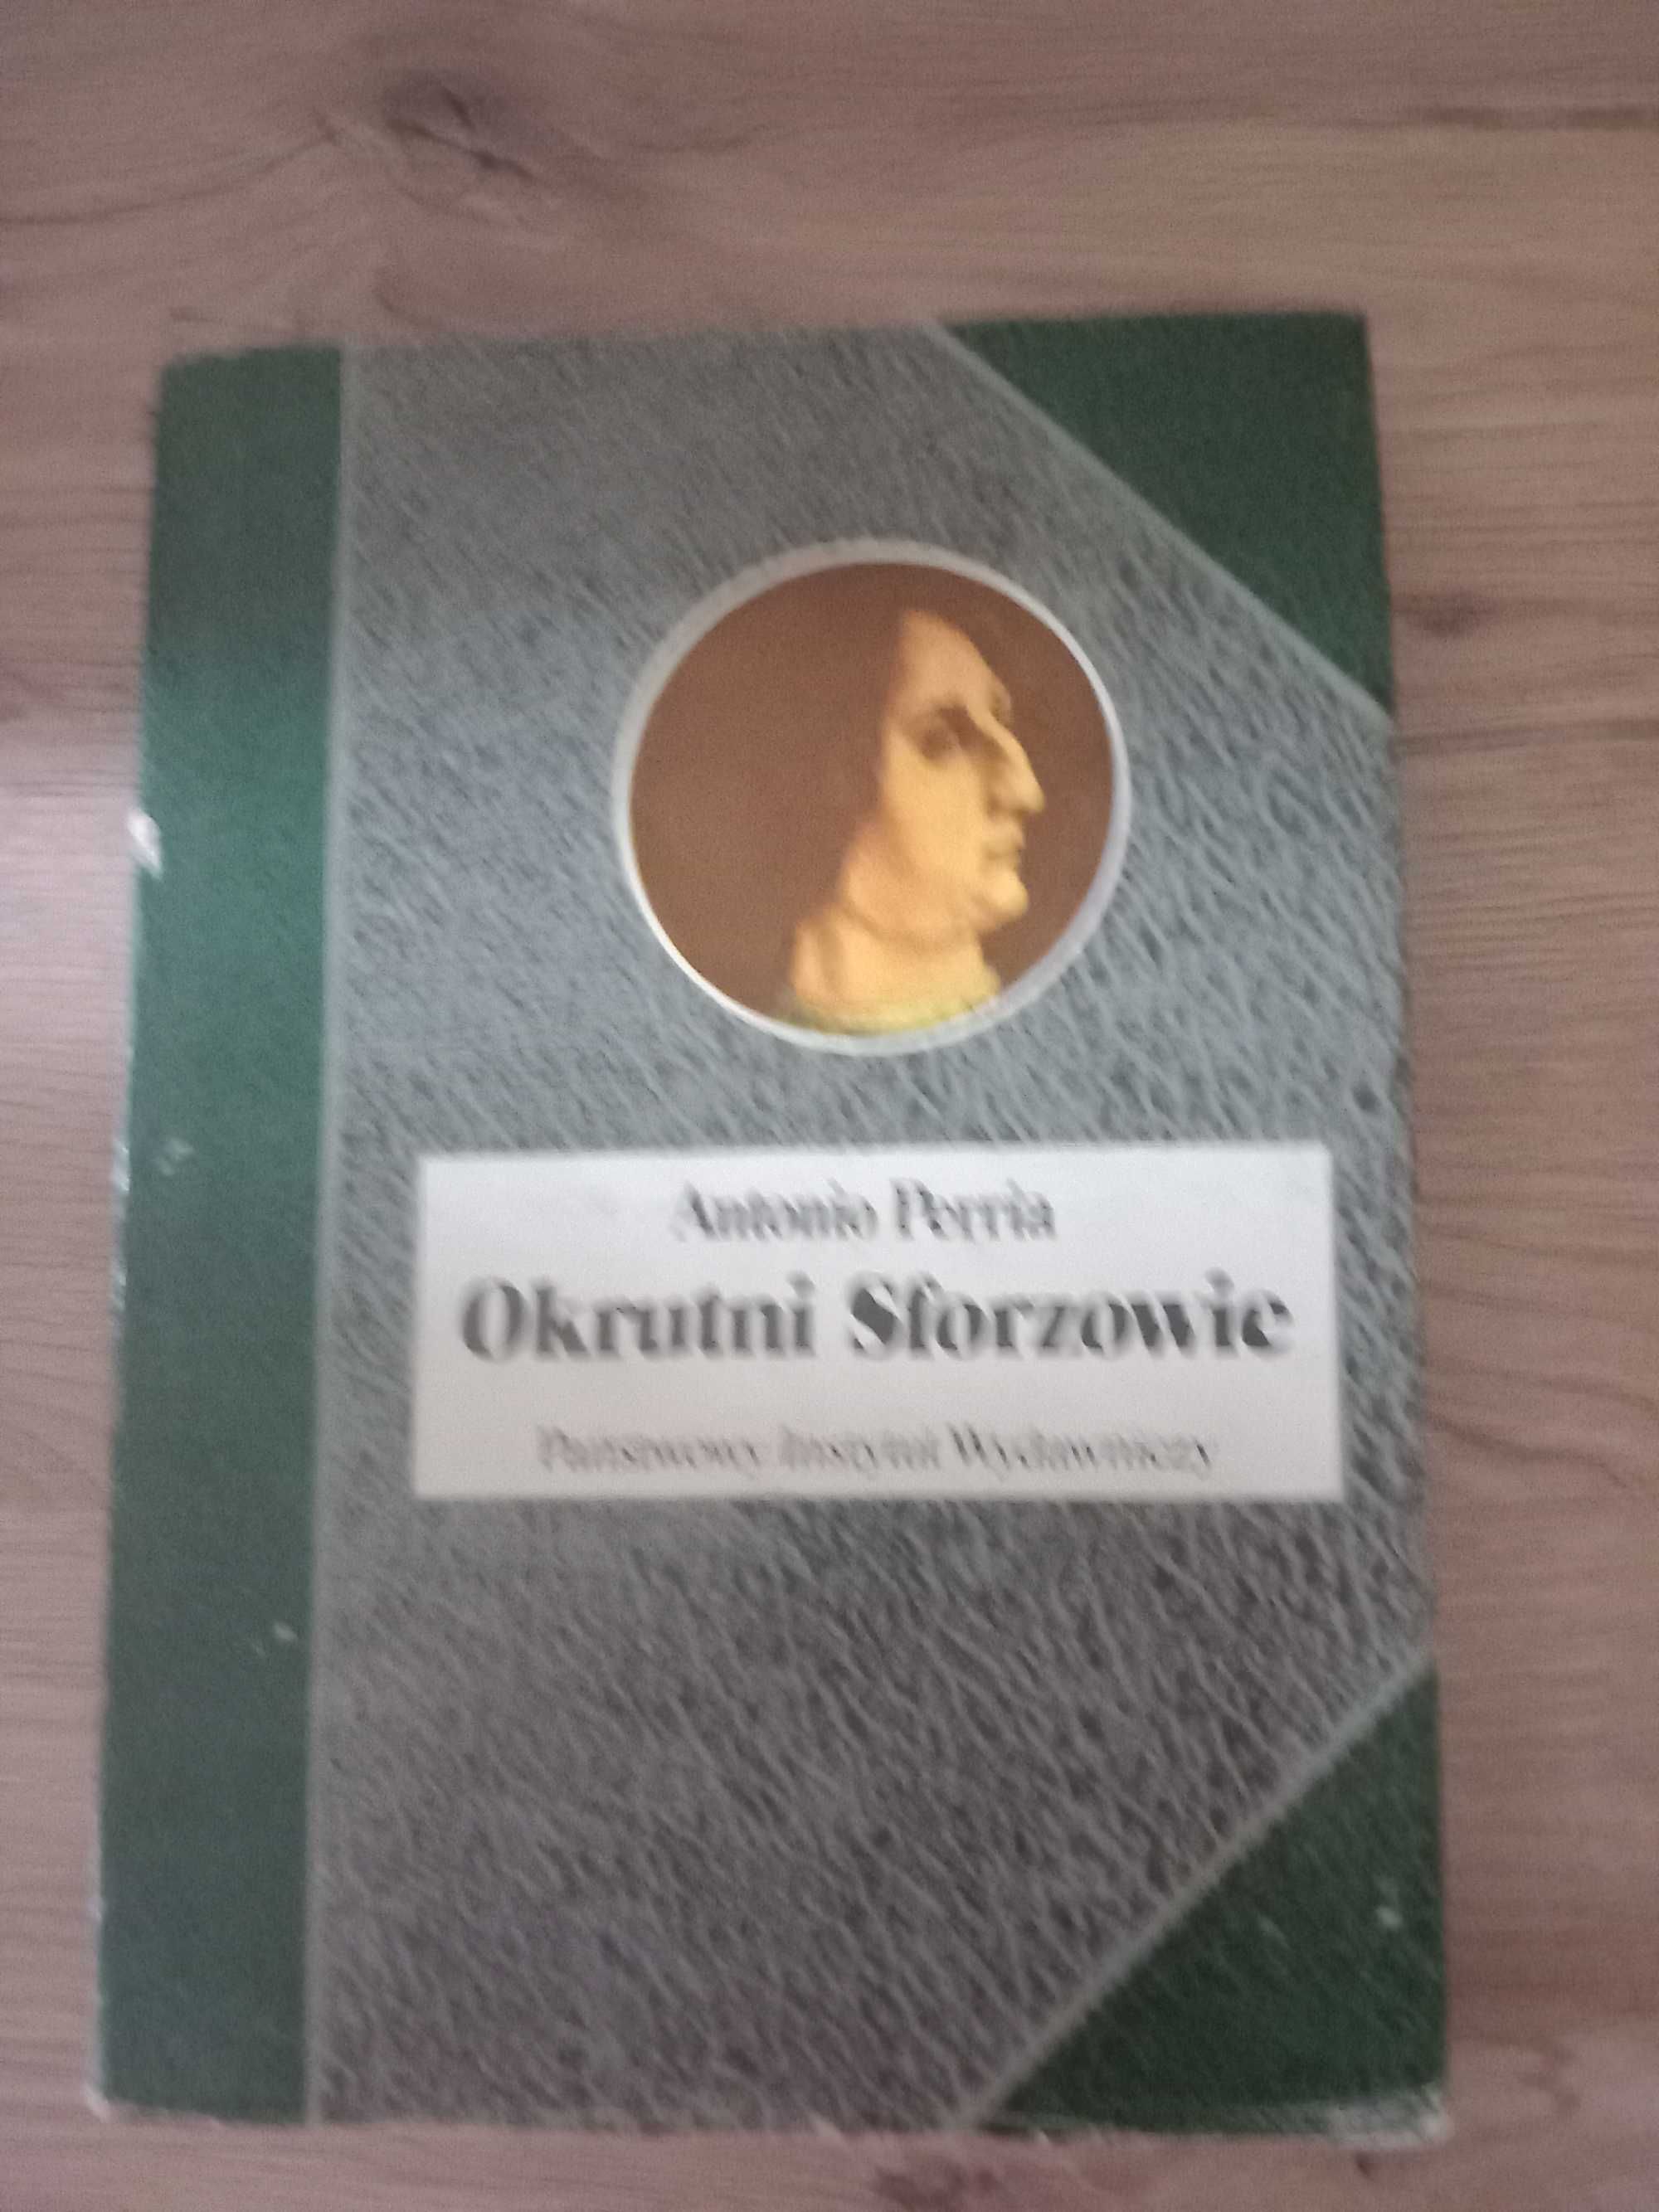 Antonio Perria
Okrutni Sforzowie
Państwowy Instytut Wydawniczy